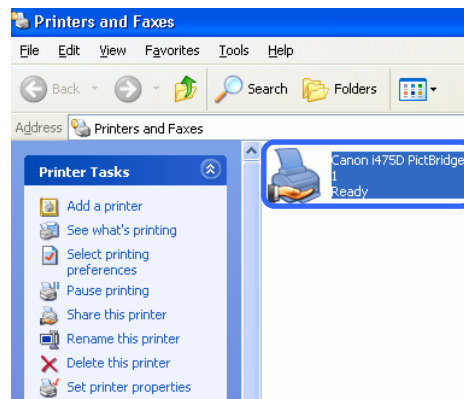 Printers and Faxes
File Edit View Favorites Tools Help
Back Search Folders
Address Printers and Faxes
Printer Tasks
Add a printer
See what's printing
Select printing
preferences
Pause printing
Share this printer
Rename this printer
Delete this printer
Set printer properties
Canon i475D PictBridge
1
Ready